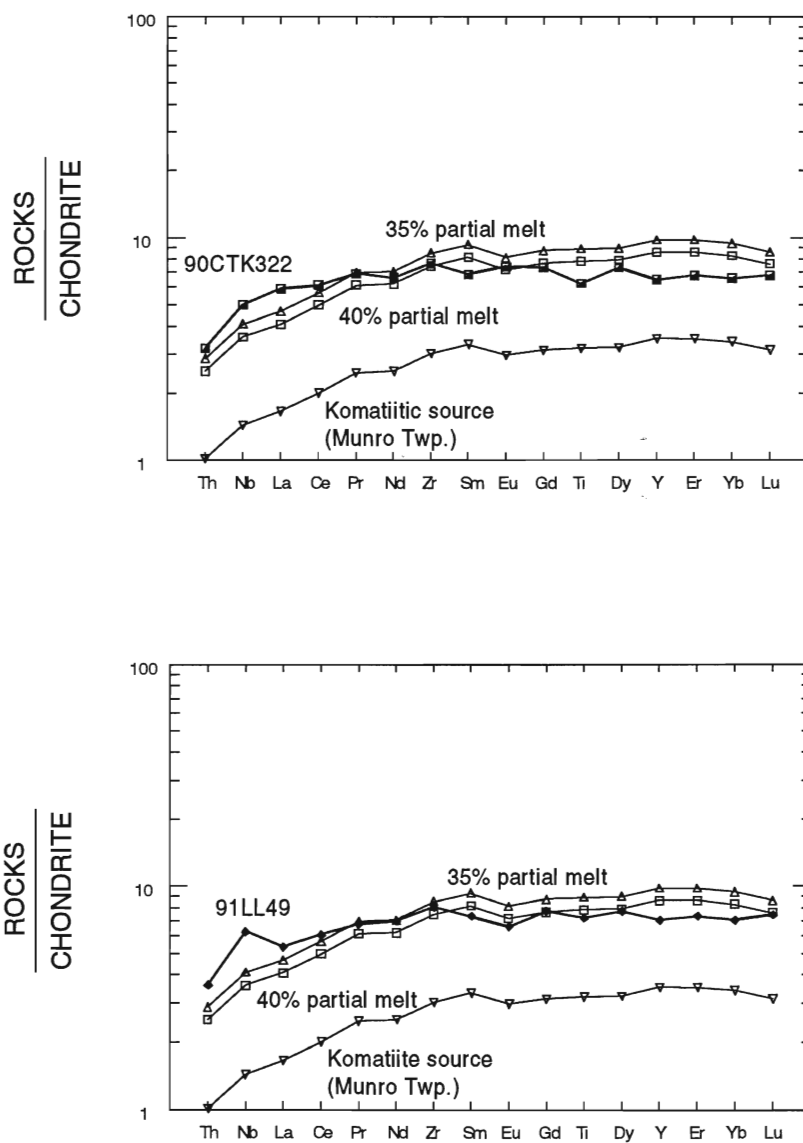 100
10
1
ROCKS
CHONDRITE
90CTK322
35% partial melt
40% partial melt
Komatiitic source
(Munro Twp.)
Th Nb La Ce Pr Nd Zr Sm Eu Gd Ti Dy Y Er Yb Lu
100
10
1
ROCKS
CHONDRITE
91LL49
35% partial melt
40% partial melt
Komatiite source
(Munro Twp.)
Th Nb La Ce Pr Nd Zr Sm Eu Gd Ti Dy Y Er Yb Lu